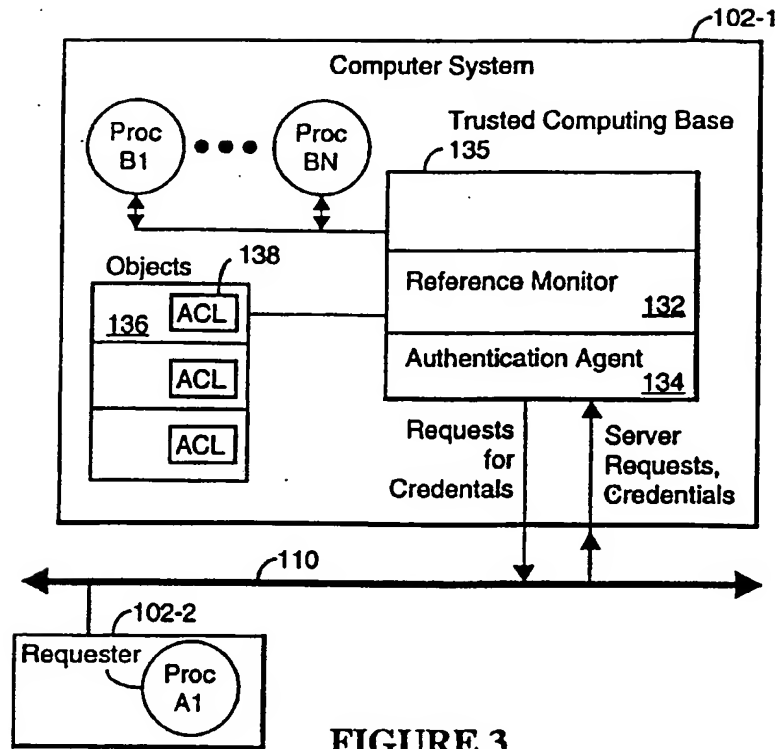 102-1
Computer System
Proc
B1
Proc
BN
Trusted Computing Base
135
Objects
138
136
ACL
ACL
ACL
Reference Monitor
132
Authentication Agent
134
Requests
for
Credentals
Server
Requests,
Credentials
110
102-2
Requester
Proc
A1
FIGURE 3